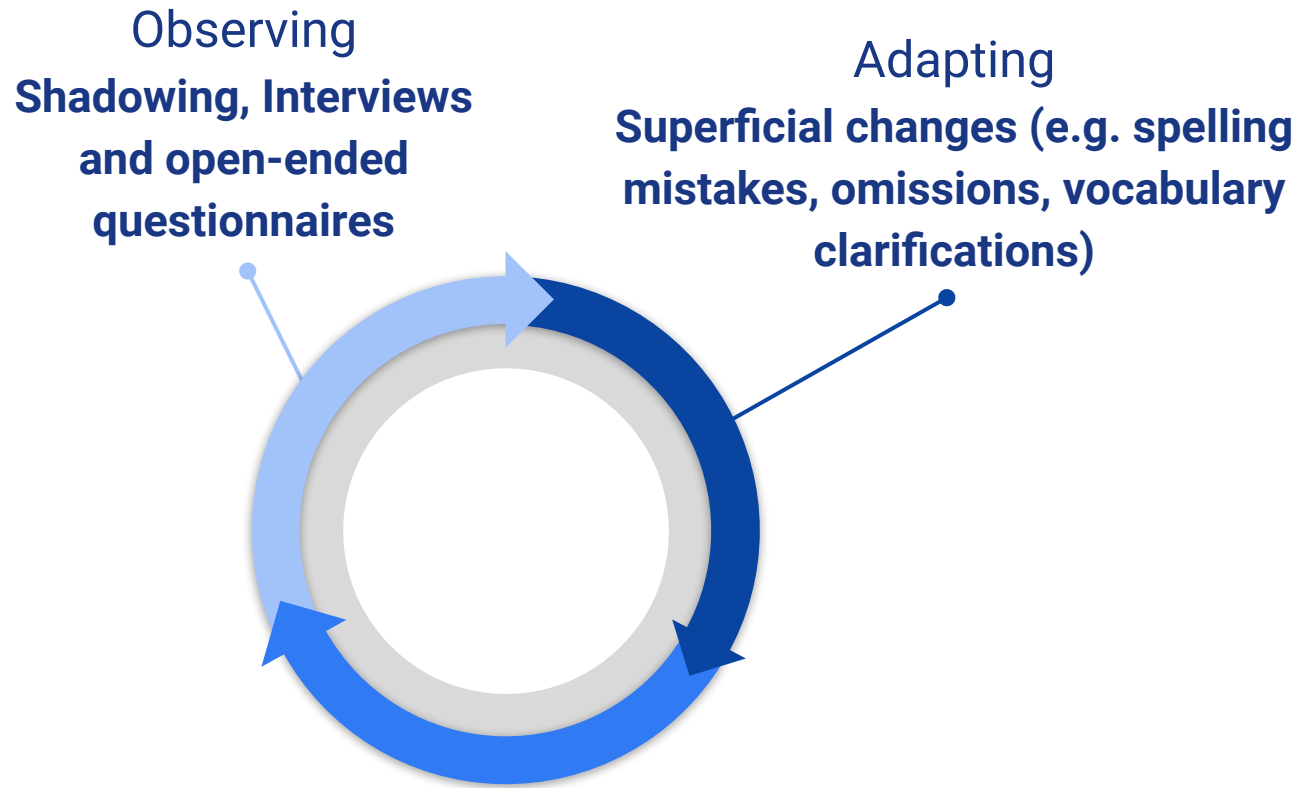 Observing
Shadowing, Interviews
and open-ended
questionnaires
Adapting
Superficial changes (e.g. spelling
mistakes, omissions, vocabulary
clarifications)